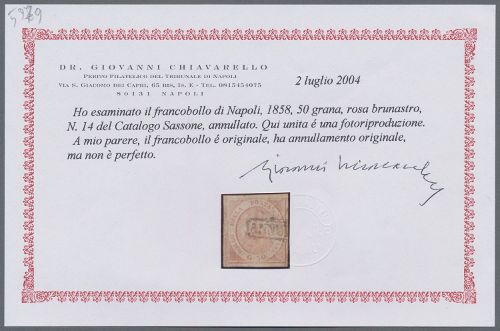 DR. GIOVANNI CHIAVARELLO
PERITO FILATELICO DEL TRIBUNALE DI NAPOLI
VIA S. GIACOMO DEI CAPRI, 65 BIS, IS. E - TEL. 0815454075
80131 NAPOLI
2 luglio 2004
Ho esaminato il francobollo di Napoli, 1858, 50 grana, rosa brunastro,
N. 14 del Catalogo Sassone, annullato. Qui unita é una fotoriproduzione.
A mio parere, il francobollo é originale, ha annullamento originale,
ma non è perfetto.
G. 50